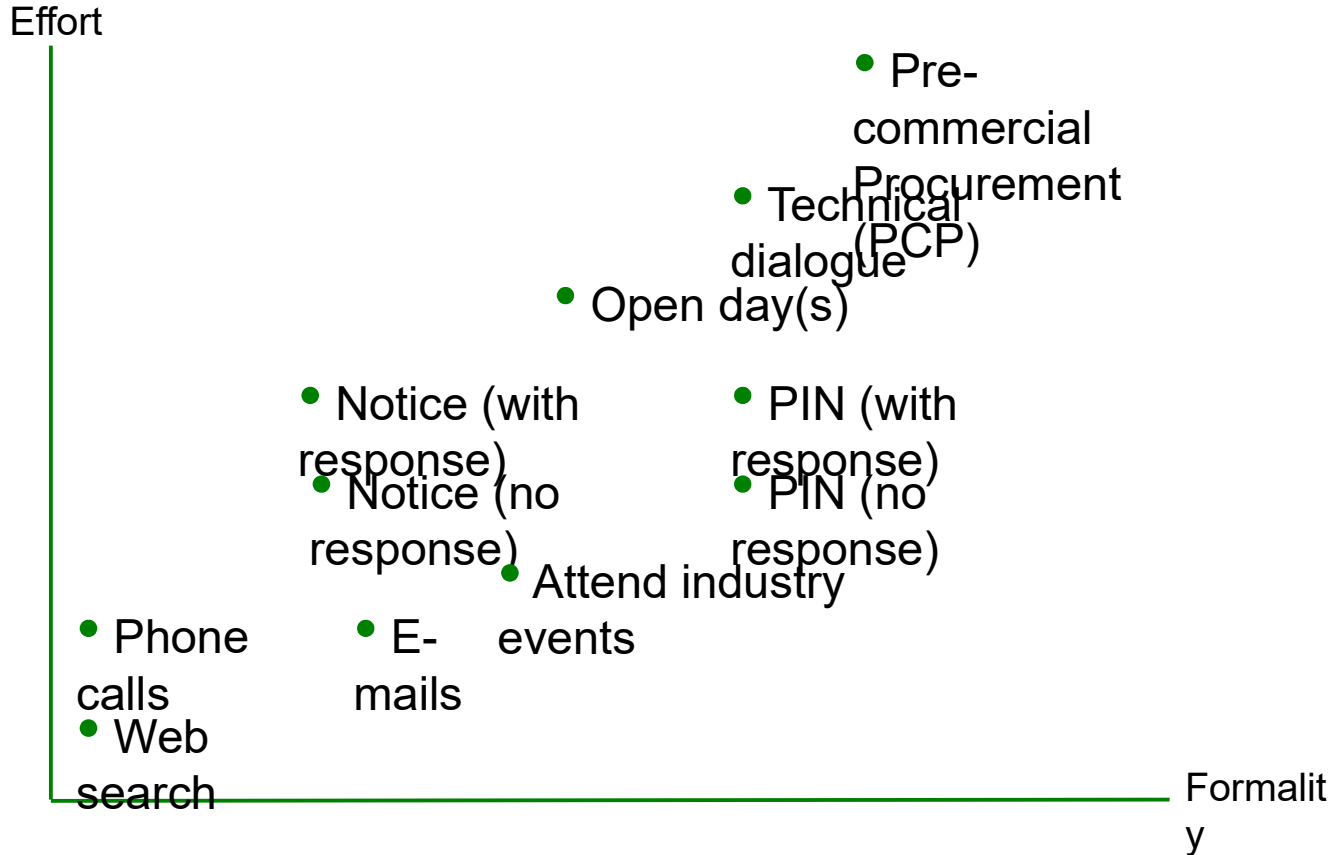 Effort
• Pre-
commercial
Procurement
(PCP)
• Technical
dialogue
• Open day(s)
• Notice (with
response)
• PIN (with
response)
• Notice (no
response)
• PIN (no
response)
• Attend industry
events
• Phone
calls
• E-
mails
• Web
search
Formalit
y